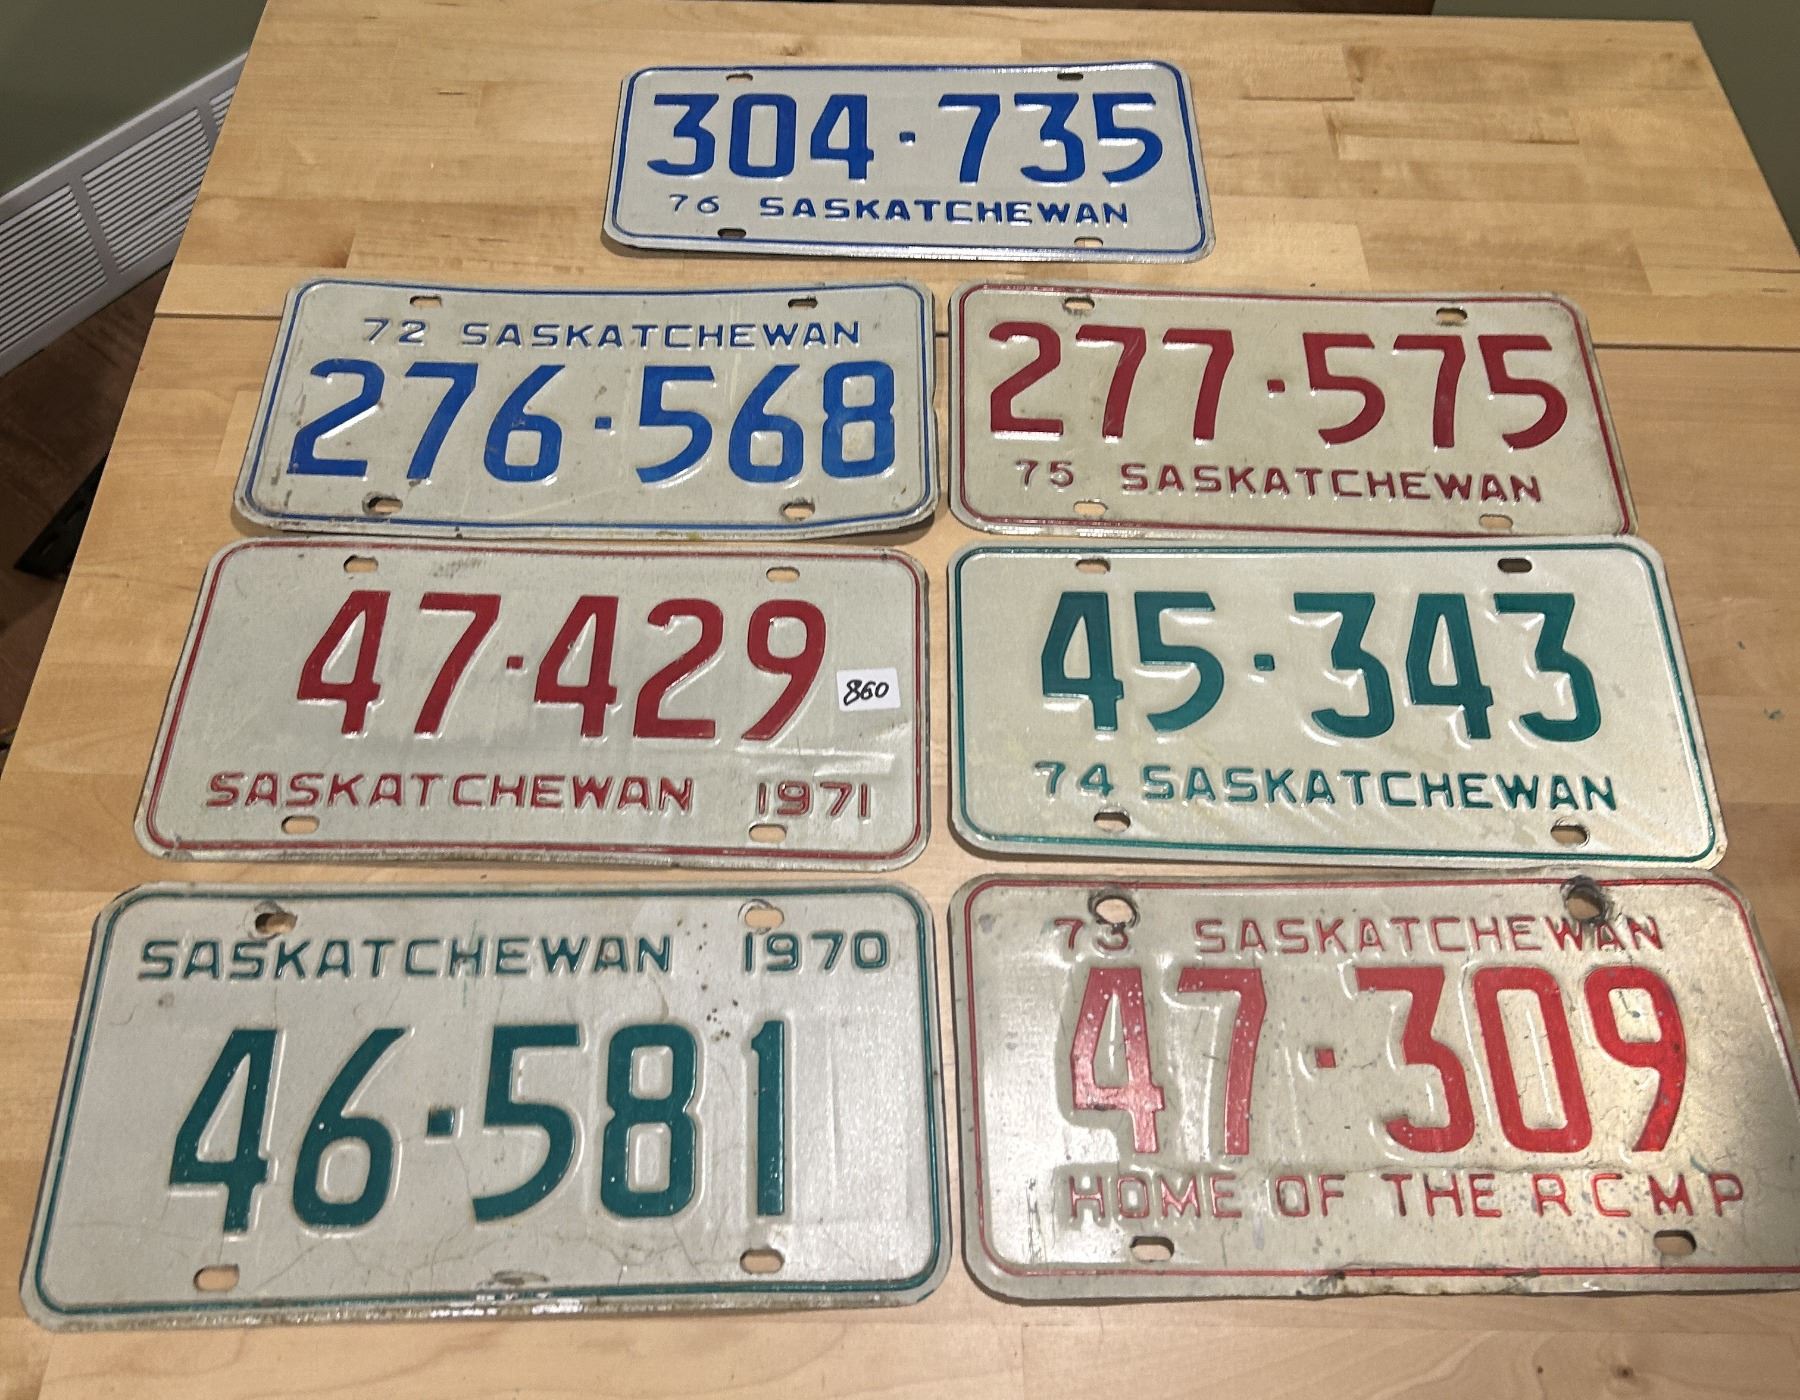 304·735
76 SASKATCHEWAN
72 SASKATCHEWAN
276·568
277·575
75 SASKATCHEWAN
47·429
860
SASKATCHEWAN 1971
45·343
74 SASKATCHEWAN
SASKATCHEWAN 1970
46·581
73 SASKATCHEWAN
47·309
HOME OF THE RCMP